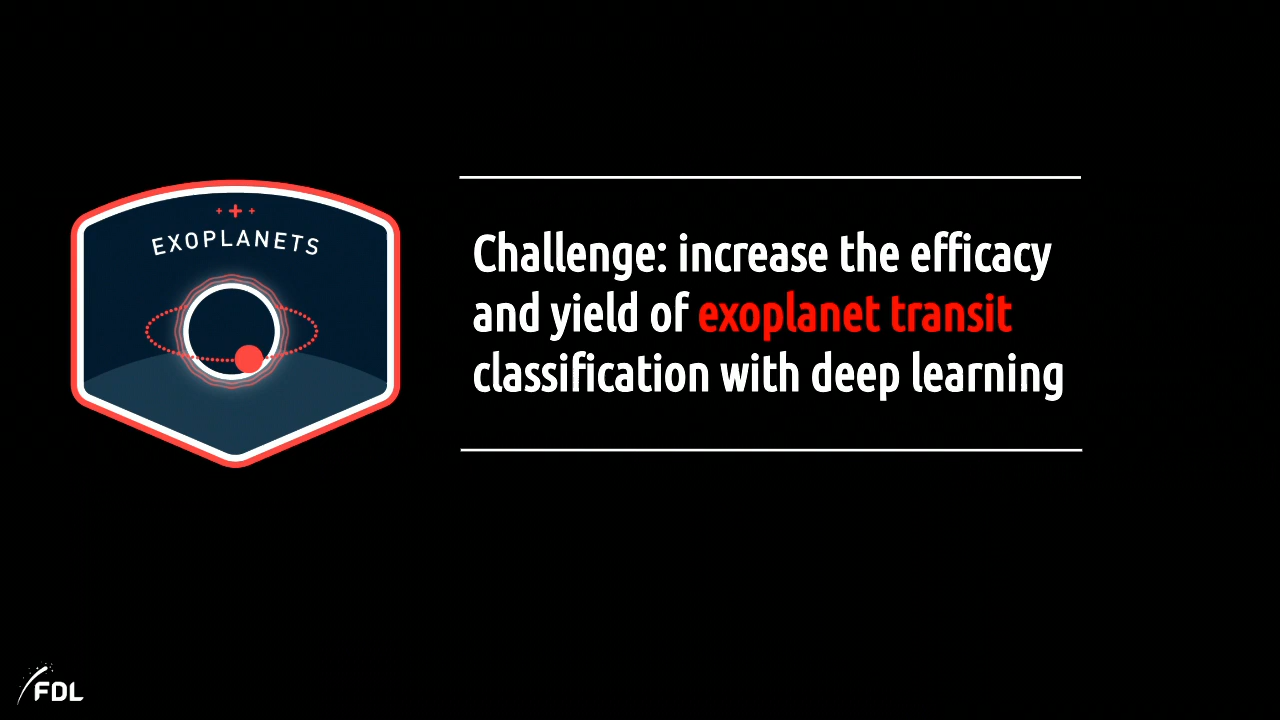 EXOPLANETS
Challenge: increase the efficacy
and yield of exoplanet transit
classification with deep learning
FDL